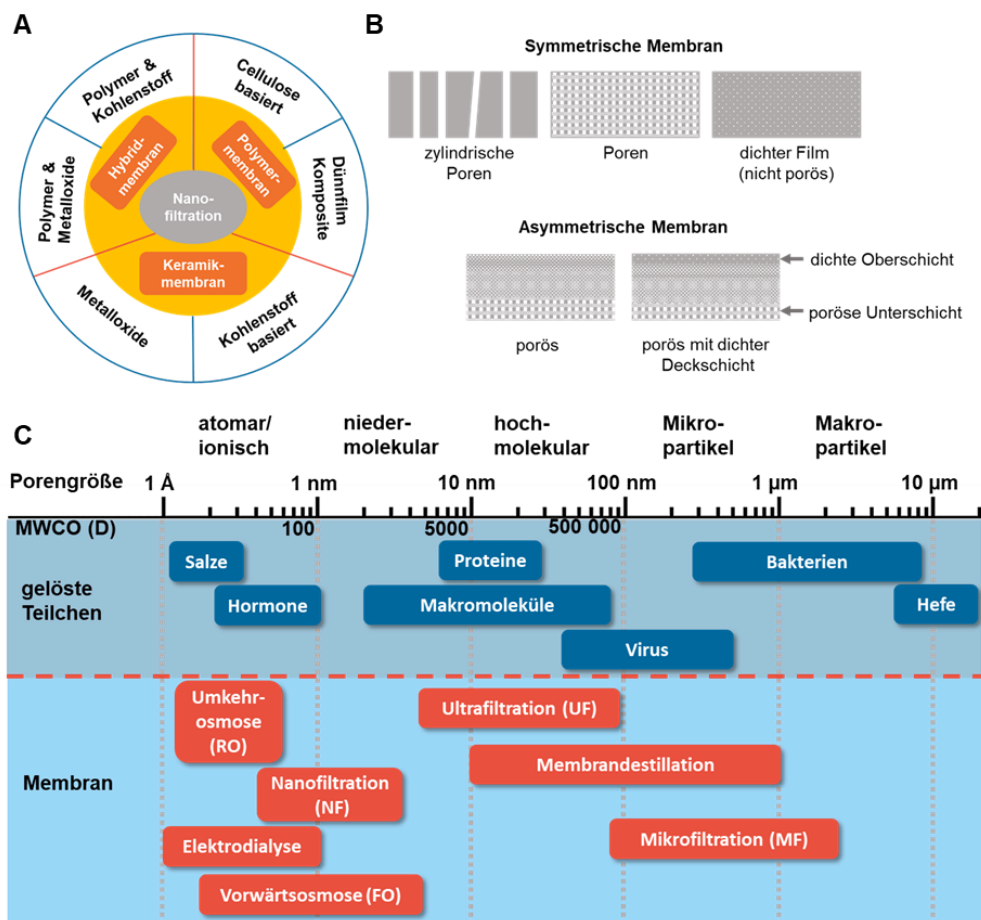 A
Polymer &
Kohlenstoff
Cellulose
basiert
Hybrid-
membran
Polymer-
membran
Polymer &
Metalloxide
Nano-
filtration
Dünnfilm
Komposite
Keramik-
membran
Metalloxide
Kohlenstoff
basiert
B
Symmetrische Membran
zylindrische
Poren
Poren
dichter Film
(nicht porös)
Asymmetrische Membran
dichte Oberschicht
poröse Unterschicht
porös
porös mit dichter
Deckschicht
C
atomar/
ionisch
nieder-
molekular
hoch-
molekular
Mikro-
partikel
Makro-
partikel
Porengröße 1 Å 1 nm 10 nm 100 nm 1 µm 10 µm
MWCO (D) 100 5000 500 000
gelöste
Teilchen
Salze
Proteine
Bakterien
Hormone
Makromoleküle
Hefe
Virus
Membran
Umkehr-
osmose
(RO)
Ultrafiltration (UF)
Membrandestillation
Nanofiltration
(NF)
Elektrodialyse
Mikrofiltration (MF)
Vorwärtsosmose (FO)